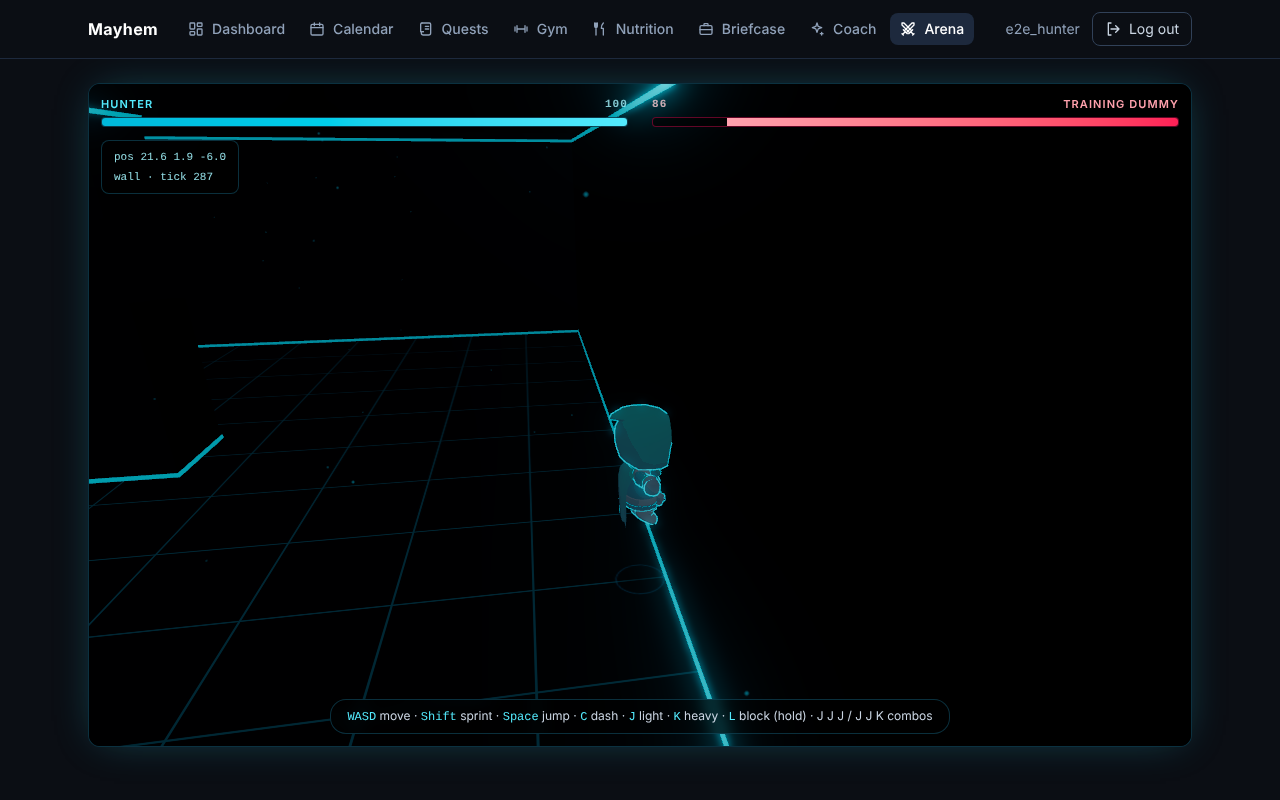 Mayhem Dashboard Calendar Quests Gym Nutrition Briefcase Coach Arena e2e_hunter Log out
HUNTER 100 86 TRAINING DUMMY
pos 21.6 1.9 -6.0
wall · tick 287
WASD move · Shift sprint · Space jump · C dash · J light · K heavy · L block (hold) · J J J / J J K combos